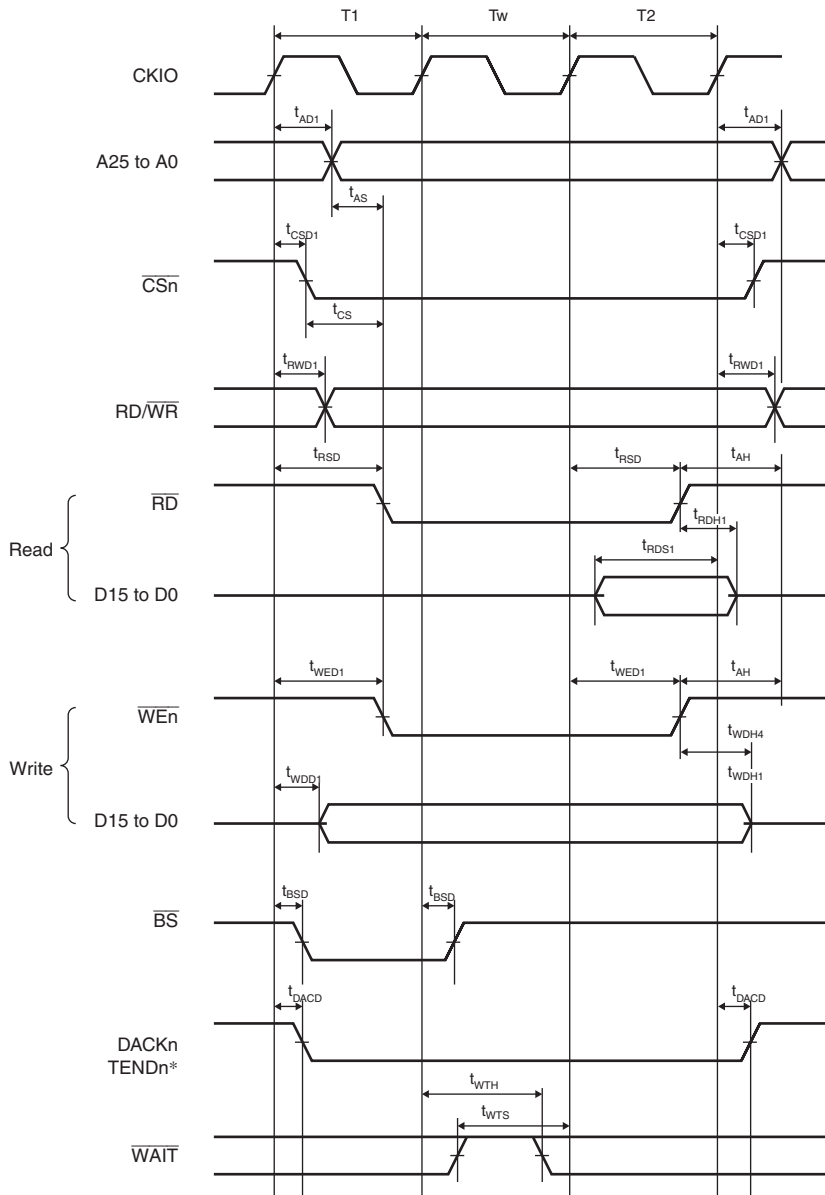 T1 Tw T2
CKIO
tAD1 tAD1
A25 to A0
tAS
tCSD1 tCSD1
CSn
tCS
tRWD1 tRWD1
RD/WR
tRSD tRSD tAH
RD
tRDH1
Read
tRDS1
D15 to D0
tWED1 tWED1 tAH
WEn
tWDH4
Write
tWDD1 tWDH1
D15 to D0
tBSD tBSD
BS
tDACD tDACD
DACKn
TENDn*
tWTH
tWTS
WAIT